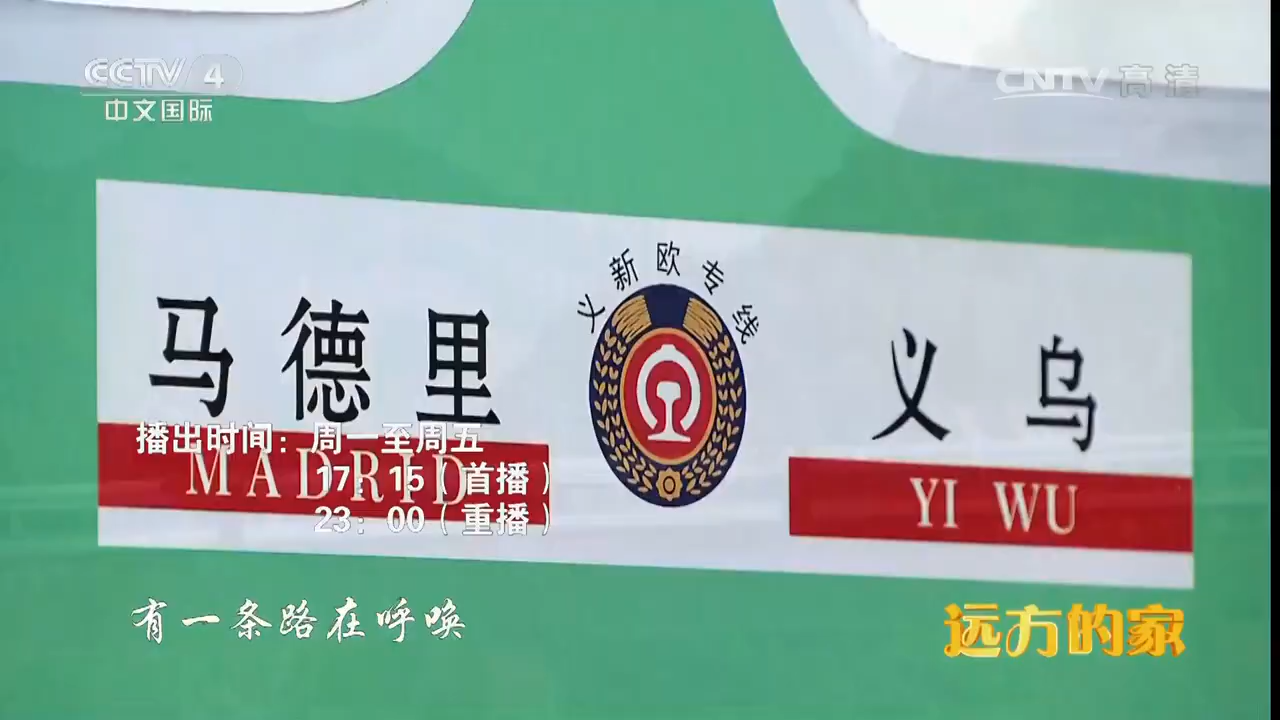 CCTV 4
中文国际
CNTV 高清
义新欧专线
马德里
MADRID
义乌
YI WU
播出时间：周一至周五
17：15（首播）
23：00（重播）
有一条路在呼唤
远方的家